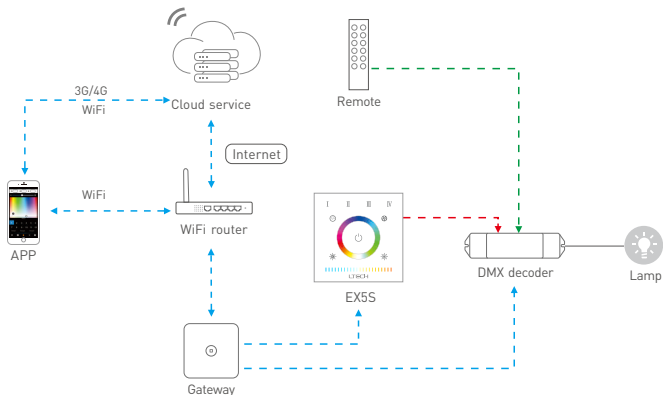 3G/4G
WiFi
Cloud service
Remote
Internet
WiFi
WiFi router
APP
I II III IV
LTECH
EX5S
DMX decoder
Lamp
Gateway